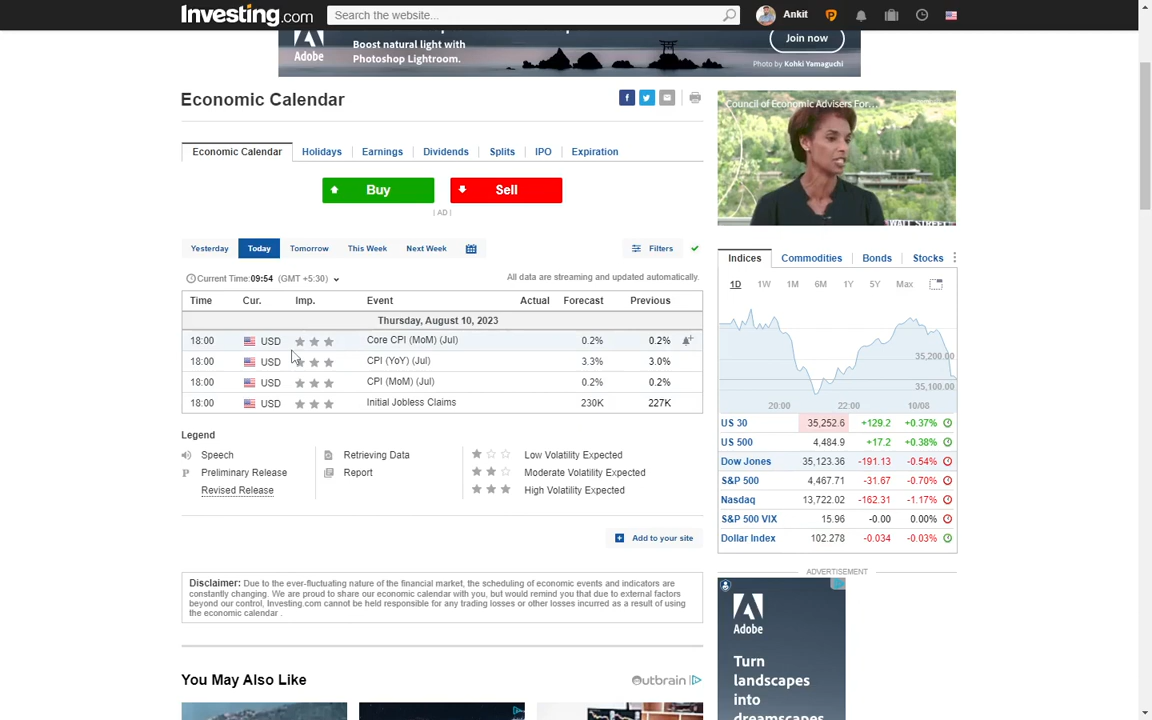 Investing.com
Search the website...
Ankit
Adobe
Boost natural light with
Photoshop Lightroom.
Join now
Photo by Kohki Yamaguchi
Economic Calendar
f
Council of Economic Advisers For...
WALL STREET
Economic Calendar Holidays Earnings Dividends Splits IPO Expiration
Buy Sell
| AD |
Yesterday Today Tomorrow This Week Next Week Filters
Current Time: 09:54 (GMT +5:30) All data are streaming and updated automatically.
Time Cur. Imp. Event Actual Forecast Previous
Thursday, August 10, 2023
18:00 USD Core CPI (MoM) (Jul) 0.2% 0.2%
18:00 USD CPI (YoY) (Jul) 3.3% 3.0%
18:00 USD CPI (MoM) (Jul) 0.2% 0.2%
18:00 USD Initial Jobless Claims 230K 227K
Legend
Speech Retrieving Data Low Volatility Expected
P Preliminary Release Report Moderate Volatility Expected
Revised Release High Volatility Expected
Add to your site
Disclaimer: Due to the ever-fluctuating nature of the financial market, the scheduling of economic events and indicators are
constantly changing. We are proud to share our economic calendar with you, but would remind you that due to external factors
beyond our control, Investing.com cannot be held responsible for any trading losses or other losses incurred as a result of using
the economic calendar .
You May Also Like
Outbrain
Indices Commodities Bonds Stocks
1D 1W 1M 6M 1Y 5Y Max
35,200.00
35,100.00
20:00 22:00 10/08
US 30 35,252.6 +129.2 +0.37%
US 500 4,484.9 +17.2 +0.38%
Dow Jones 35,123.36 -191.13 -0.54%
S&P 500 4,467.71 -31.67 -0.70%
Nasdaq 13,722.02 -162.31 -1.17%
S&P 500 VIX 15.96 -0.00 0.00%
Dollar Index 102.278 -0.034 -0.03%
ADVERTISEMENT
Adobe
Turn
landscapes
into
dreamscapes